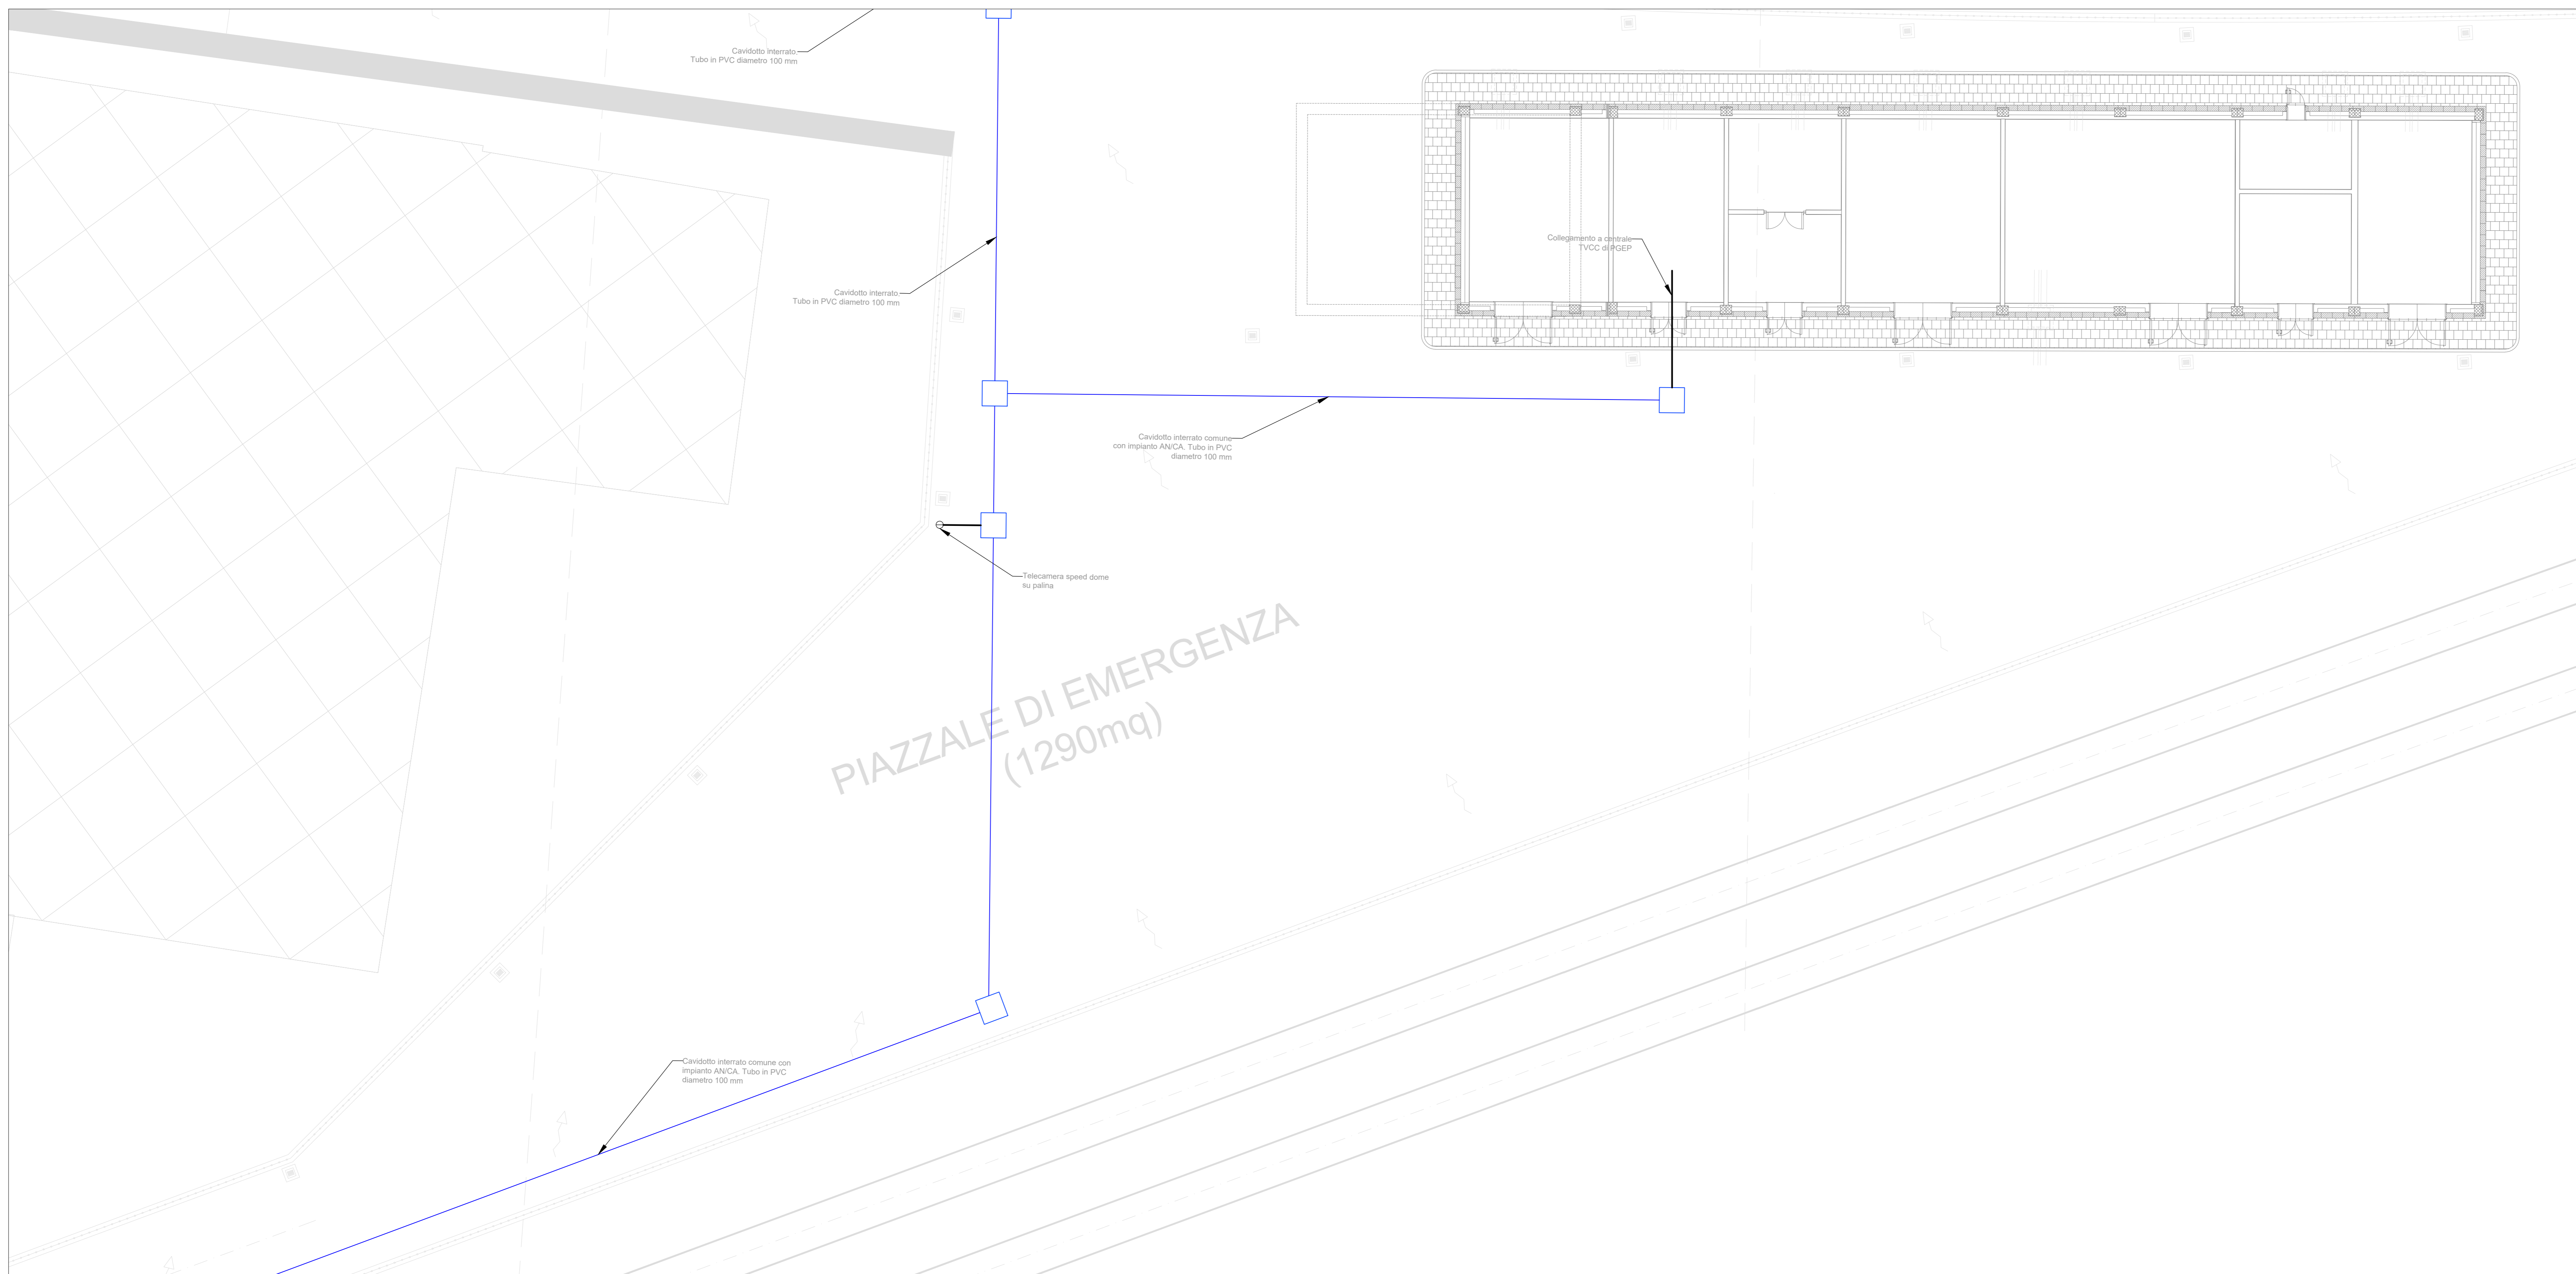 Cavidotto interrato.
Tubo in PVC diametro 100 mm
Collegamento a centrale
TVCC di PGEP
Cavidotto interrato.
Tubo in PVC diametro 100 mm
Cavidotto interrato comune
con impianto AN/CA. Tubo in PVC
diametro 100 mm
Telecamera speed dome
su palina
PIAZZALE DI EMERGENZA
(1290mq)
Cavidotto interrato comune con
impianto AN/CA. Tubo in PVC
diametro 100 mm